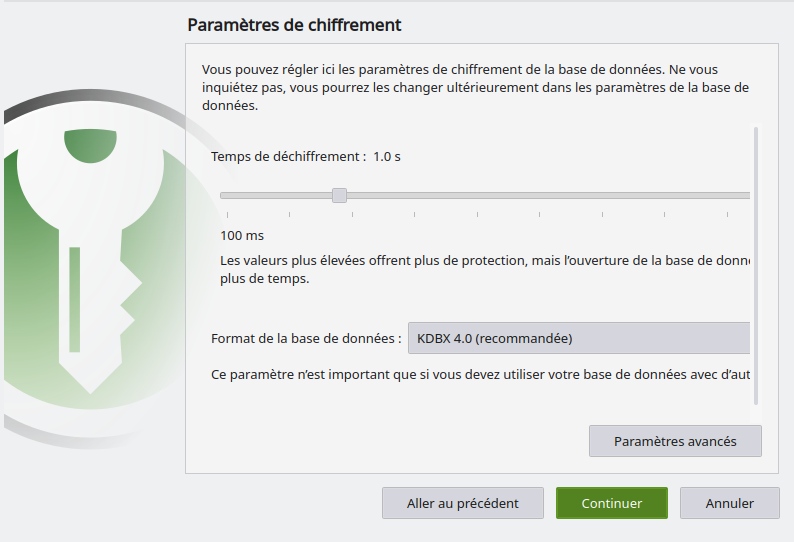 Paramètres de chiffrement
Vous pouvez régler ici les paramètres de chiffrement de la base de données. Ne vous
inquiétez pas, vous pourrez les changer ultérieurement dans les paramètres de la base de
données.
Temps de déchiffrement : 1.0 s
100 ms
Les valeurs plus élevées offrent plus de protection, mais l’ouverture de la base de donne
plus de temps.
Format de la base de données : KDBX 4.0 (recommandée)
Ce paramètre n’est important que si vous devez utiliser votre base de données avec d’aut
Paramètres avancés
Aller au précédent Continuer Annuler